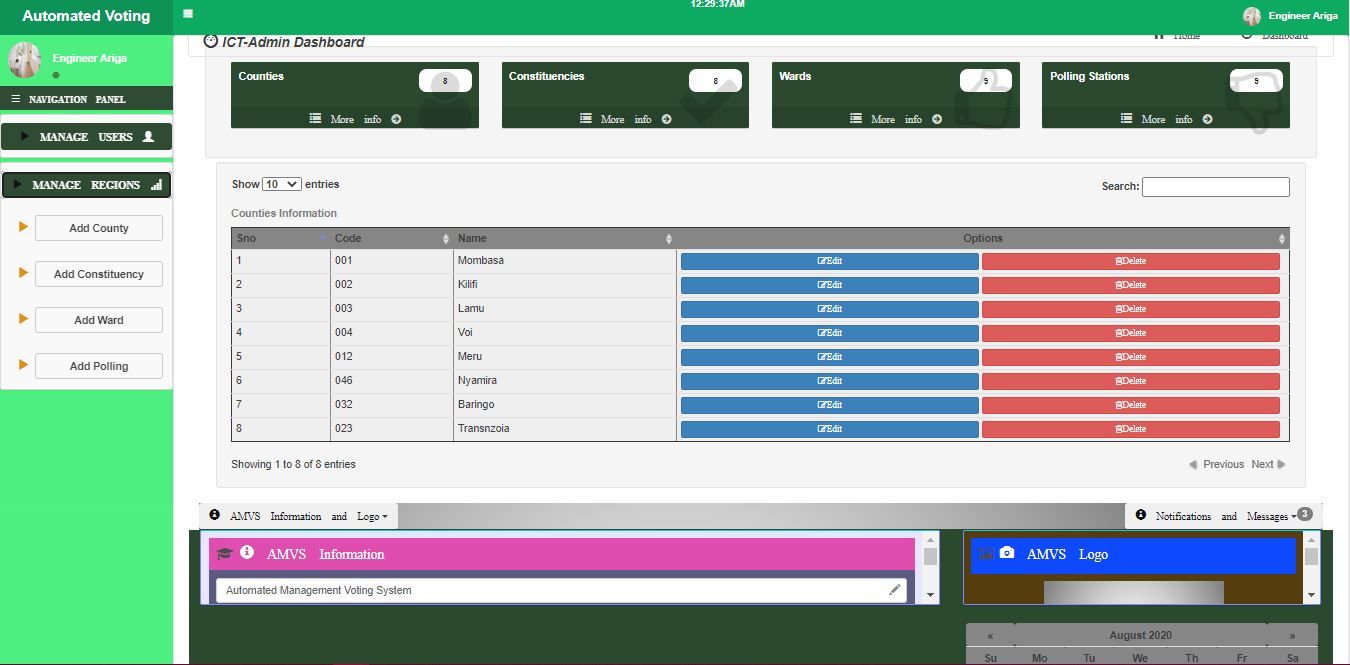 Automated Voting
12:29:37AM
Engineer Ariga
Engineer Ariga
NAVIGATION PANEL
MANAGE USERS
MANAGE REGIONS
Add County
Add Constituency
Add Ward
Add Polling
ICT-Admin Dashboard
Home Dashboard
Counties 8
More info
Constituencies 8
More info
Wards 9
More info
Polling Stations 9
More info
Show 10 entries
Search:
Counties Information
Sno Code Name Options
1 001 Mombasa Edit Delete
2 002 Kilifi Edit Delete
3 003 Lamu Edit Delete
4 004 Voi Edit Delete
5 012 Meru Edit Delete
6 046 Nyamira Edit Delete
7 032 Baringo Edit Delete
8 023 Transnzoia Edit Delete
Showing 1 to 8 of 8 entries
Previous Next
AMVS Information and Logo
Notifications and Messages 3
AMVS Information
Automated Management Voting System
AMVS Logo
« August 2020 »
Su Mo Tu We Th Fr Sa